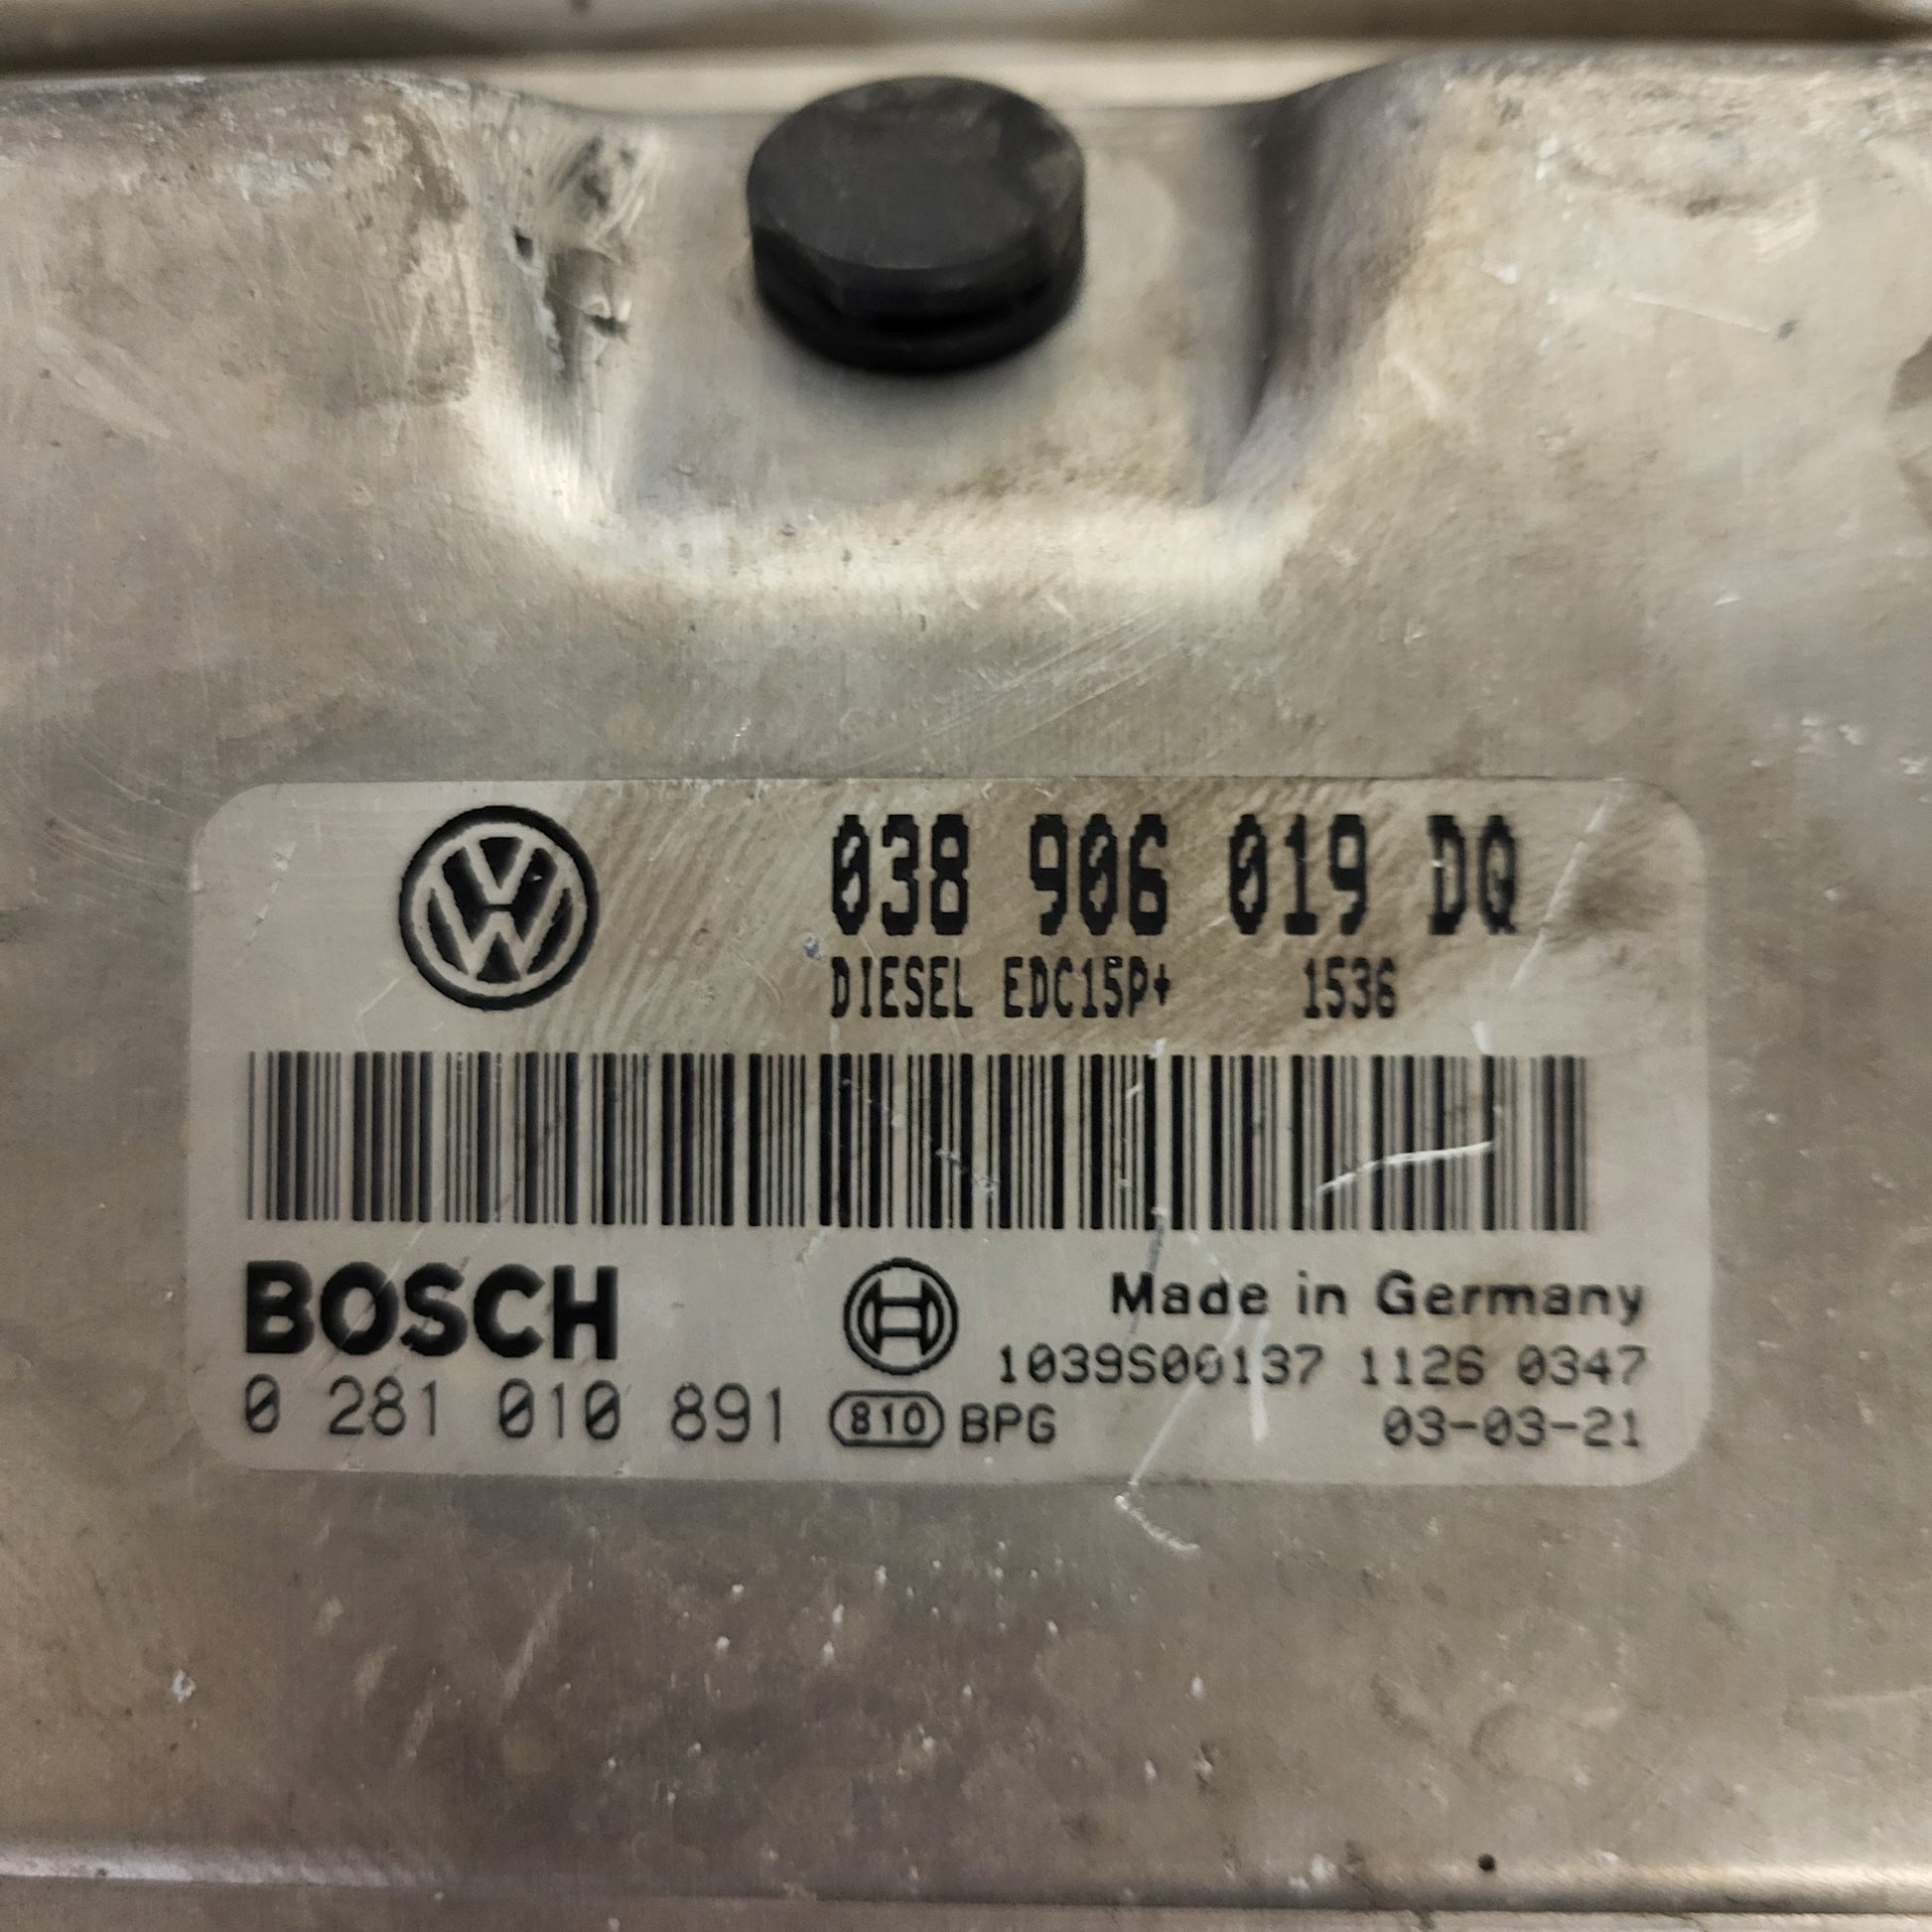 038 906 019 DQ
DIESEL EDC15P+ 1536
BOSCH
Made in Germany
1039S00137 1126 0347
0 281 010 891 810 BPG 03-03-21